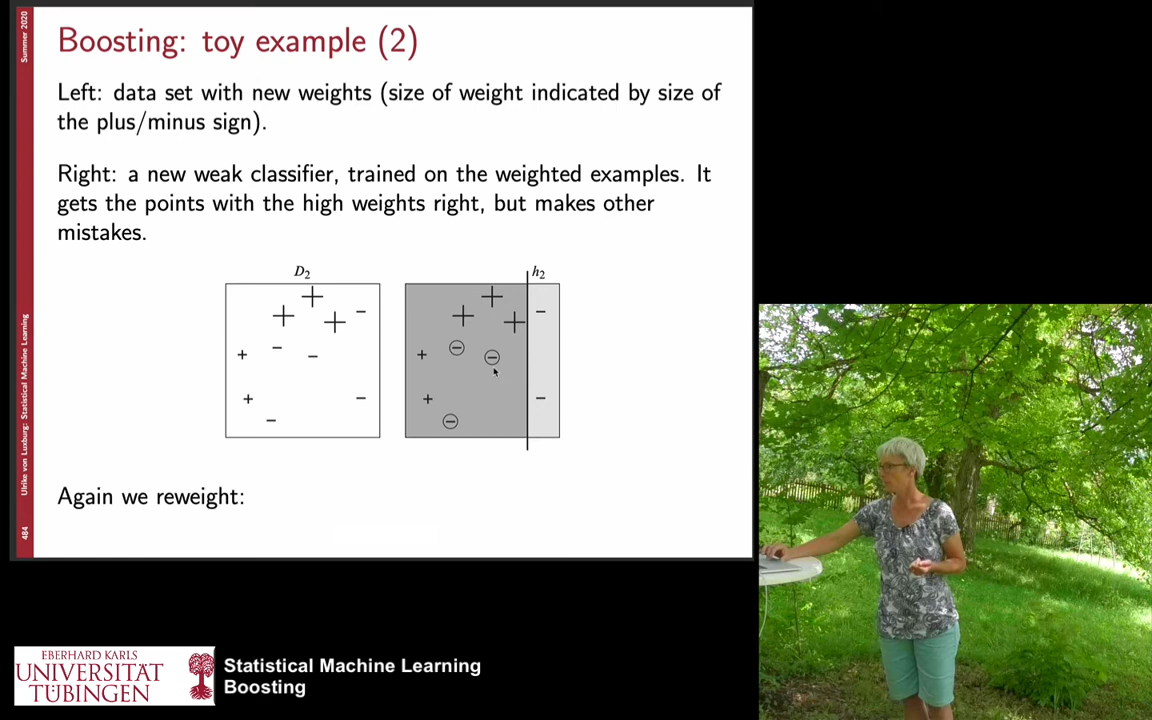 Summer 2020
Boosting: toy example (2)
Left: data set with new weights (size of weight indicated by size of
the plus/minus sign).
Right: a new weak classifier, trained on the weighted examples. It
gets the points with the high weights right, but makes other
mistakes.
D2
h2
Again we reweight:
Ulrike von Luxburg: Statistical Machine Learning
484
EBERHARD KARLS
UNIVERSITÄT
TÜBINGEN
Statistical Machine Learning
Boosting